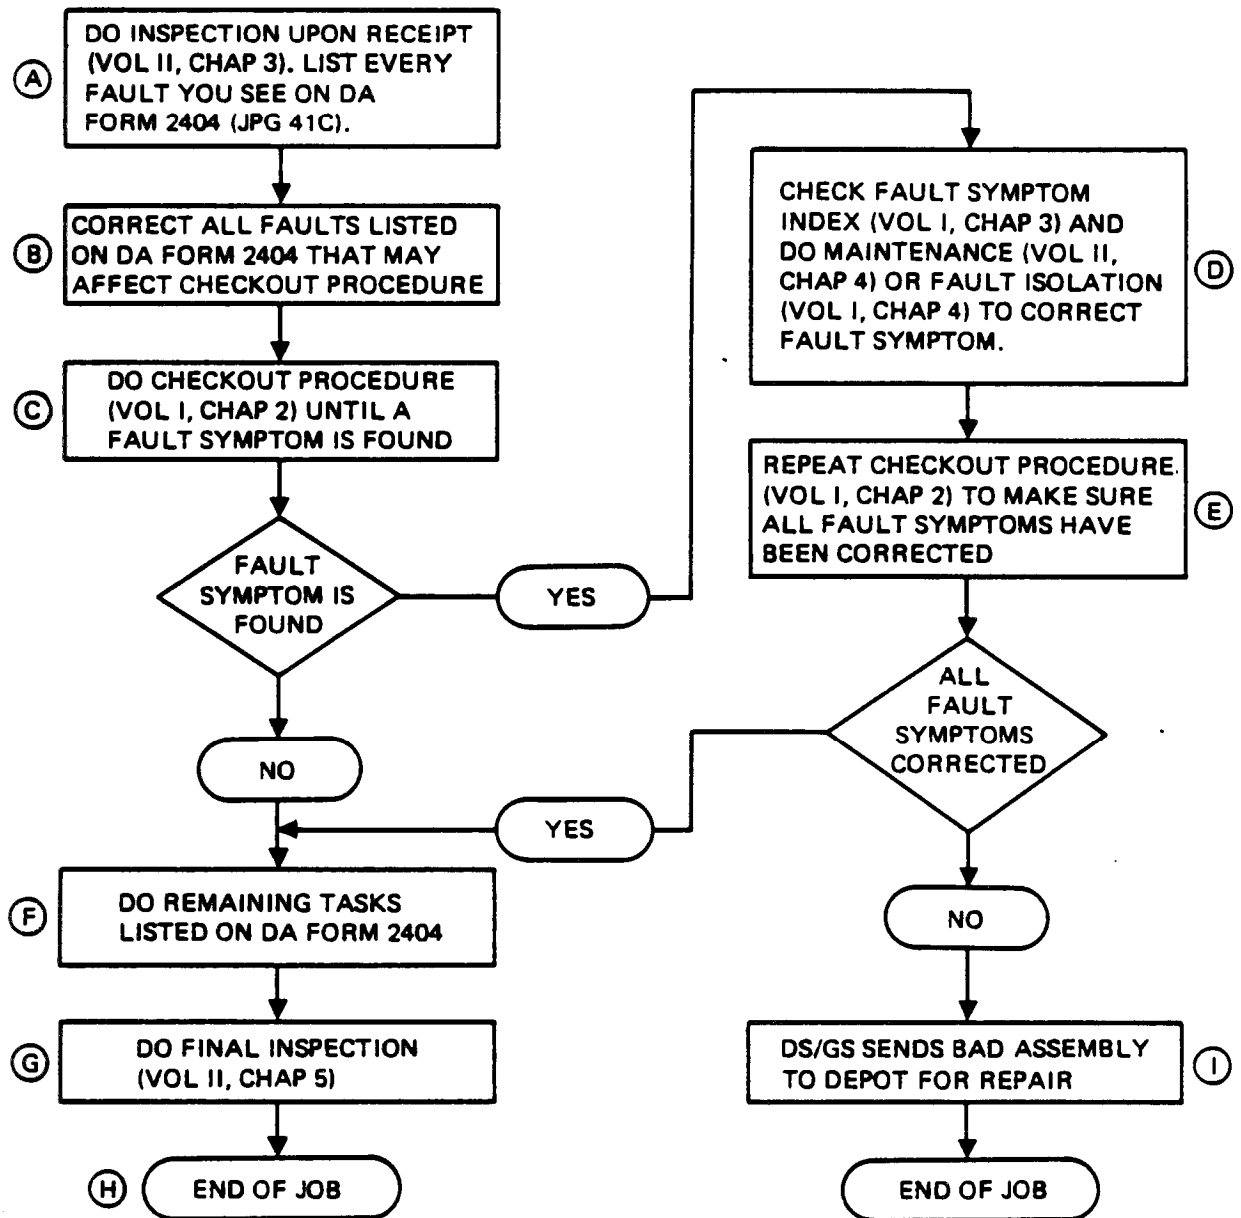 A
DO INSPECTION UPON RECEIPT
(VOL II, CHAP 3). LIST EVERY
FAULT YOU SEE ON DA
FORM 2404 (JPG 41C).
B
CORRECT ALL FAULTS LISTED
ON DA FORM 2404 THAT MAY
AFFECT CHECKOUT PROCEDURE
C
DO CHECKOUT PROCEDURE
(VOL I, CHAP 2) UNTIL A
FAULT SYMPTOM IS FOUND
FAULT
SYMPTOM IS
FOUND
YES
NO
D
CHECK FAULT SYMPTOM
INDEX (VOL I, CHAP 3) AND
DO MAINTENANCE (VOL II,
CHAP 4) OR FAULT ISOLATION
(VOL I, CHAP 4) TO CORRECT
FAULT SYMPTOM.
E
REPEAT CHECKOUT PROCEDURE
(VOL I, CHAP 2) TO MAKE SURE
ALL FAULT SYMPTOMS HAVE
BEEN CORRECTED
ALL
FAULT
SYMPTOMS
CORRECTED
YES
NO
F
DO REMAINING TASKS
LISTED ON DA FORM 2404
G
DO FINAL INSPECTION
(VOL II, CHAP 5)
H
END OF JOB
I
DS/GS SENDS BAD ASSEMBLY
TO DEPOT FOR REPAIR
END OF JOB